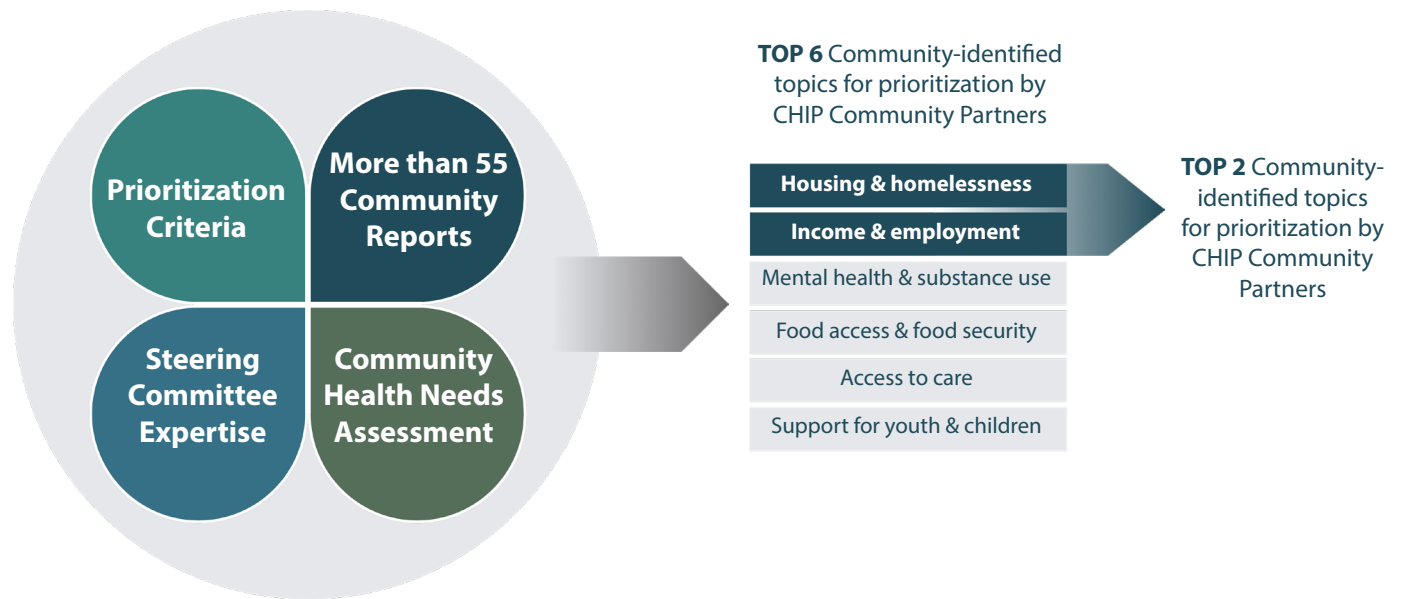 Prioritization
Criteria
More than 55
Community
Reports
Steering
Committee
Expertise
Community
Health Needs
Assessment
TOP 6 Community-identified
topics for prioritization by
CHIP Community Partners
Housing & homelessness
Income & employment
Mental health & substance use
Food access & food security
Access to care
Support for youth & children
TOP 2 Community-
identified topics
for prioritization by
CHIP Community
Partners